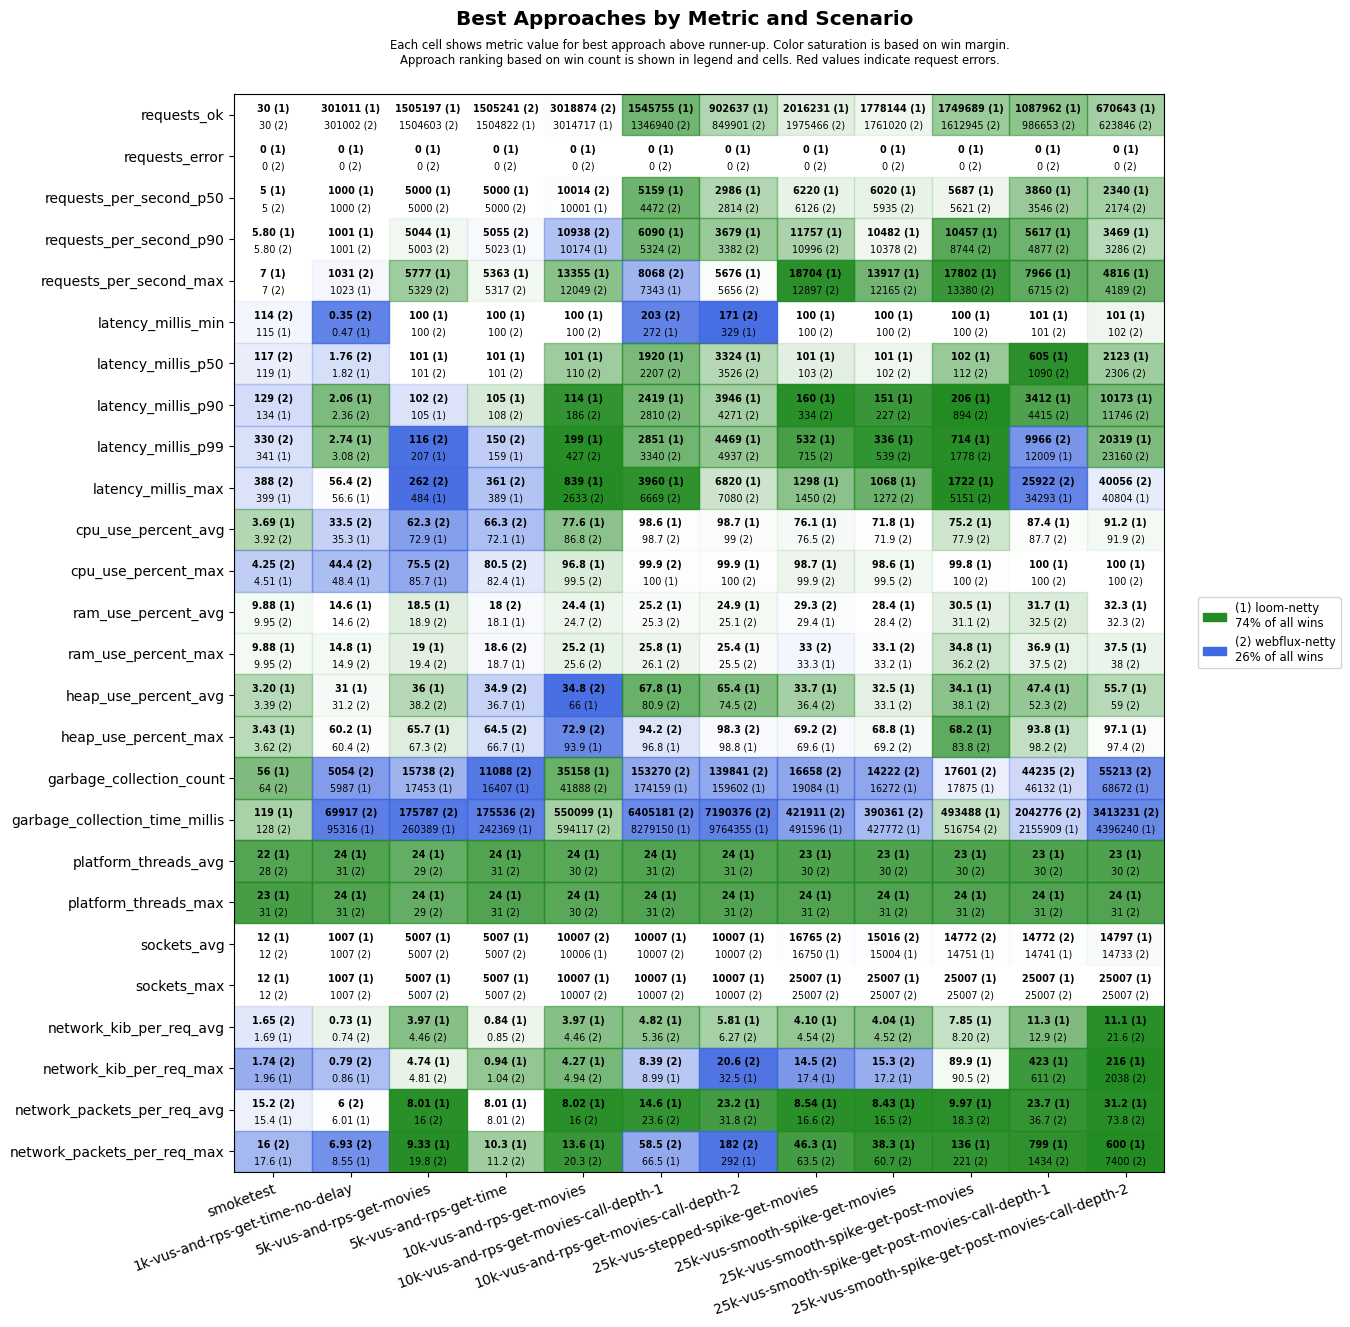 Best Approaches by Metric and Scenario
Each cell shows metric value for best approach above runner-up. Color saturation is based on win margin.
Approach ranking based on win count is shown in legend and cells. Red values indicate request errors.
requests_ok
30 (1) 301011 (1) 1505197 (1) 1505241 (2) 3018874 (2) 1545755 (1) 902637 (1) 2016231 (1) 1778144 (1) 1749689 (1) 1087962 (1) 670643 (1)
30 (2) 301002 (2) 1504603 (2) 1504822 (1) 3014717 (1) 1346940 (2) 849901 (2) 1975466 (2) 1761020 (2) 1612945 (2) 986653 (2) 623846 (2)
requests_error
0 (1) 0 (1) 0 (1) 0 (1) 0 (1) 0 (1) 0 (1) 0 (1) 0 (1) 0 (1) 0 (1) 0 (1)
0 (2) 0 (2) 0 (2) 0 (2) 0 (2) 0 (2) 0 (2) 0 (2) 0 (2) 0 (2) 0 (2) 0 (2)
requests_per_second_p50
5 (1) 1000 (1) 5000 (1) 5000 (1) 10014 (2) 5159 (1) 2986 (1) 6220 (1) 6020 (1) 5687 (1) 3860 (1) 2340 (1)
5 (2) 1000 (2) 5000 (2) 5000 (2) 10001 (1) 4472 (2) 2814 (2) 6126 (2) 5935 (2) 5621 (2) 3546 (2) 2174 (2)
requests_per_second_p90
5.80 (1) 1001 (1) 5044 (1) 5055 (2) 10938 (2) 6090 (1) 3679 (1) 11757 (1) 10482 (1) 10457 (1) 5617 (1) 3469 (1)
5.80 (2) 1001 (2) 5003 (2) 5023 (1) 10174 (1) 5324 (2) 3382 (2) 10996 (2) 10378 (2) 8744 (2) 4877 (2) 3286 (2)
requests_per_second_max
7 (1) 1031 (2) 5777 (1) 5363 (1) 13355 (1) 8068 (2) 5676 (1) 18704 (1) 13917 (1) 17802 (1) 7966 (1) 4816 (1)
7 (2) 1023 (1) 5329 (2) 5317 (2) 12049 (2) 7343 (1) 5656 (2) 12897 (2) 12165 (2) 13380 (2) 6715 (2) 4189 (2)
latency_millis_min
114 (2) 0.35 (2) 100 (1) 100 (1) 100 (1) 203 (2) 171 (2) 100 (1) 100 (1) 100 (1) 101 (1) 101 (1)
115 (1) 0.47 (1) 100 (2) 100 (2) 100 (2) 272 (1) 329 (1) 100 (2) 100 (2) 100 (2) 101 (2) 102 (2)
latency_millis_p50
117 (2) 1.76 (2) 101 (1) 101 (1) 101 (1) 1920 (1) 3324 (1) 101 (1) 101 (1) 102 (1) 605 (1) 2123 (1)
119 (1) 1.82 (1) 101 (2) 101 (2) 110 (2) 2207 (2) 3526 (2) 103 (2) 102 (2) 112 (2) 1090 (2) 2306 (2)
latency_millis_p90
129 (2) 2.06 (1) 102 (2) 105 (1) 114 (1) 2419 (1) 3946 (1) 160 (1) 151 (1) 206 (1) 3412 (1) 10173 (1)
134 (1) 2.36 (2) 105 (1) 108 (2) 186 (2) 2810 (2) 4271 (2) 334 (2) 227 (2) 894 (2) 4415 (2) 11746 (2)
latency_millis_p99
330 (2) 2.74 (1) 116 (2) 150 (2) 199 (1) 2851 (1) 4469 (1) 532 (1) 336 (1) 714 (1) 9966 (2) 20319 (1)
341 (1) 3.08 (2) 207 (1) 159 (1) 427 (2) 3340 (2) 4937 (2) 715 (2) 539 (2) 1778 (2) 12009 (1) 23160 (2)
latency_millis_max
388 (2) 56.4 (2) 262 (2) 361 (2) 839 (1) 3960 (1) 6820 (1) 1298 (1) 1068 (1) 1722 (1) 25922 (2) 40056 (2)
399 (1) 56.6 (1) 484 (1) 389 (1) 2633 (2) 6669 (2) 7080 (2) 1450 (2) 1272 (2) 5151 (2) 34293 (1) 40804 (1)
cpu_use_percent_avg
3.69 (1) 33.5 (2) 62.3 (2) 66.3 (2) 77.6 (1) 98.6 (1) 98.7 (1) 76.1 (1) 71.8 (1) 75.2 (1) 87.4 (1) 91.2 (1)
3.92 (2) 35.3 (1) 72.9 (1) 72.1 (1) 86.8 (2) 98.7 (2) 99 (2) 76.5 (2) 71.9 (2) 77.9 (2) 87.7 (2) 91.9 (2)
cpu_use_percent_max
4.25 (2) 44.4 (2) 75.5 (2) 80.5 (2) 96.8 (1) 99.9 (2) 99.9 (1) 98.7 (1) 98.6 (1) 99.8 (1) 100 (1) 100 (1)
4.51 (1) 48.4 (1) 85.7 (1) 82.4 (1) 99.5 (2) 100 (1) 100 (2) 99.9 (2) 99.5 (2) 100 (2) 100 (2) 100 (2)
ram_use_percent_avg
9.88 (1) 14.6 (1) 18.5 (1) 18 (2) 24.4 (1) 25.2 (1) 24.9 (1) 29.3 (2) 28.4 (1) 30.5 (1) 31.7 (1) 32.3 (1)
9.95 (2) 14.6 (2) 18.9 (2) 18.1 (1) 24.7 (2) 25.3 (2) 25.1 (2) 29.4 (1) 28.4 (2) 31.1 (2) 32.5 (2) 32.3 (2)
ram_use_percent_max
9.88 (1) 14.8 (1) 19 (1) 18.6 (2) 25.2 (1) 25.8 (1) 25.4 (1) 33 (2) 33.1 (2) 34.8 (1) 36.9 (1) 37.5 (1)
9.95 (2) 14.9 (2) 19.4 (2) 18.7 (1) 25.6 (2) 26.1 (2) 25.5 (2) 33.3 (1) 33.2 (1) 36.2 (2) 37.5 (2) 38 (2)
heap_use_percent_avg
3.20 (1) 31 (1) 36 (1) 34.9 (2) 34.8 (2) 67.8 (1) 65.4 (1) 33.7 (1) 32.5 (1) 34.1 (1) 47.4 (1) 55.7 (1)
3.39 (2) 31.2 (2) 38.2 (2) 36.7 (1) 66 (1) 80.9 (2) 74.5 (2) 36.4 (2) 33.1 (2) 38.1 (2) 52.3 (2) 59 (2)
heap_use_percent_max
3.43 (1) 60.2 (1) 65.7 (1) 64.5 (2) 72.9 (2) 94.2 (2) 98.3 (2) 69.2 (2) 68.8 (1) 68.2 (1) 93.8 (1) 97.1 (1)
3.62 (2) 60.4 (2) 67.3 (2) 66.7 (1) 93.9 (1) 96.8 (1) 98.8 (1) 69.6 (1) 69.2 (2) 83.8 (2) 98.2 (2) 97.4 (2)
garbage_collection_count
56 (1) 5054 (2) 15738 (2) 11088 (2) 35158 (1) 153270 (2) 139841 (2) 16658 (2) 14222 (2) 17601 (2) 44235 (2) 55213 (2)
64 (2) 5987 (1) 17453 (1) 16407 (1) 41888 (2) 174159 (1) 159602 (1) 19084 (1) 16272 (1) 17875 (1) 46132 (1) 68672 (1)
garbage_collection_time_millis
119 (1) 69917 (2) 175787 (2) 175536 (2) 550099 (1) 6405181 (2) 7190376 (2) 421911 (2) 390361 (2) 493488 (1) 2042776 (2) 3413231 (2)
128 (2) 95316 (1) 260389 (1) 242369 (1) 594117 (2) 8279150 (1) 9764355 (1) 491596 (1) 427772 (1) 516754 (2) 2155909 (1) 4396240 (1)
platform_threads_avg
22 (1) 24 (1) 24 (1) 24 (1) 24 (1) 24 (1) 24 (1) 23 (1) 23 (1) 23 (1) 23 (1) 23 (1)
28 (2) 31 (2) 29 (2) 31 (2) 30 (2) 31 (2) 31 (2) 30 (2) 30 (2) 30 (2) 30 (2) 30 (2)
platform_threads_max
23 (1) 24 (1) 24 (1) 24 (1) 24 (1) 24 (1) 24 (1) 24 (1) 24 (1) 24 (1) 24 (1) 24 (1)
31 (2) 31 (2) 29 (2) 31 (2) 30 (2) 31 (2) 31 (2) 31 (2) 31 (2) 31 (2) 31 (2) 31 (2)
sockets_avg
12 (1) 1007 (1) 5007 (1) 5007 (1) 10007 (2) 10007 (1) 10007 (1) 16765 (2) 15016 (2) 14772 (2) 14772 (2) 14797 (1)
12 (2) 1007 (2) 5007 (2) 5007 (2) 10006 (1) 10007 (2) 10007 (2) 16750 (1) 15004 (1) 14751 (1) 14741 (1) 14733 (2)
sockets_max
12 (1) 1007 (1) 5007 (1) 5007 (1) 10007 (1) 10007 (1) 10007 (1) 25007 (1) 25007 (1) 25007 (1) 25007 (1) 25007 (1)
12 (2) 1007 (2) 5007 (2) 5007 (2) 10007 (2) 10007 (2) 10007 (2) 25007 (2) 25007 (2) 25007 (2) 25007 (2) 25007 (2)
network_kib_per_req_avg
1.65 (2) 0.73 (1) 3.97 (1) 0.84 (1) 3.97 (1) 4.82 (1) 5.81 (1) 4.10 (1) 4.04 (1) 7.85 (1) 11.3 (1) 11.1 (1)
1.69 (1) 0.74 (2) 4.46 (2) 0.85 (2) 4.46 (2) 5.36 (2) 6.27 (2) 4.54 (2) 4.52 (2) 8.20 (2) 12.9 (2) 21.6 (2)
network_kib_per_req_max
1.74 (2) 0.79 (2) 4.74 (1) 0.94 (1) 4.27 (1) 8.39 (2) 20.6 (2) 14.5 (2) 15.3 (2) 89.9 (1) 423 (1) 216 (1)
1.96 (1) 0.86 (1) 4.81 (2) 1.04 (2) 4.94 (2) 8.99 (1) 32.5 (1) 17.4 (1) 17.2 (1) 90.5 (2) 611 (2) 2038 (2)
network_packets_per_req_avg
15.2 (2) 6 (2) 8.01 (1) 8.01 (1) 8.02 (1) 14.6 (1) 23.2 (1) 8.54 (1) 8.43 (1) 9.97 (1) 23.7 (1) 31.2 (1)
15.4 (1) 6.01 (1) 16 (2) 8.01 (2) 16 (2) 23.6 (2) 31.8 (2) 16.6 (2) 16.5 (2) 18.3 (2) 36.7 (2) 73.8 (2)
network_packets_per_req_max
16 (2) 6.93 (2) 9.33 (1) 10.3 (1) 13.6 (1) 58.5 (2) 182 (2) 46.3 (1) 38.3 (1) 136 (1) 799 (1) 600 (1)
17.6 (1) 8.55 (1) 19.8 (2) 11.2 (2) 20.3 (2) 66.5 (1) 292 (1) 63.5 (2) 60.7 (2) 221 (2) 1434 (2) 7400 (2)
smoketest
1k-vus-and-rps-get-time-no-delay
5k-vus-and-rps-get-movies
5k-vus-and-rps-get-time
10k-vus-and-rps-get-movies
10k-vus-and-rps-get-movies-call-depth-1
10k-vus-and-rps-get-movies-call-depth-2
25k-vus-stepped-spike-get-movies
25k-vus-smooth-spike-get-movies
25k-vus-smooth-spike-get-post-movies
25k-vus-smooth-spike-get-post-movies-call-depth-1
25k-vus-smooth-spike-get-post-movies-call-depth-2
(1) loom-netty
74% of all wins
(2) webflux-netty
26% of all wins